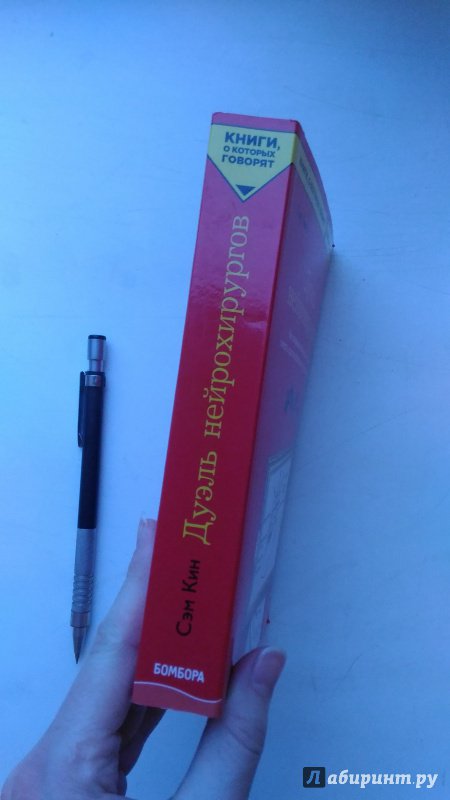 КНИГИ,
О КОТОРЫХ
ГОВОРЯТ
Дуэль нейрохирургов
Сэм Кин
БОМБОРА
Лабиринт.ру